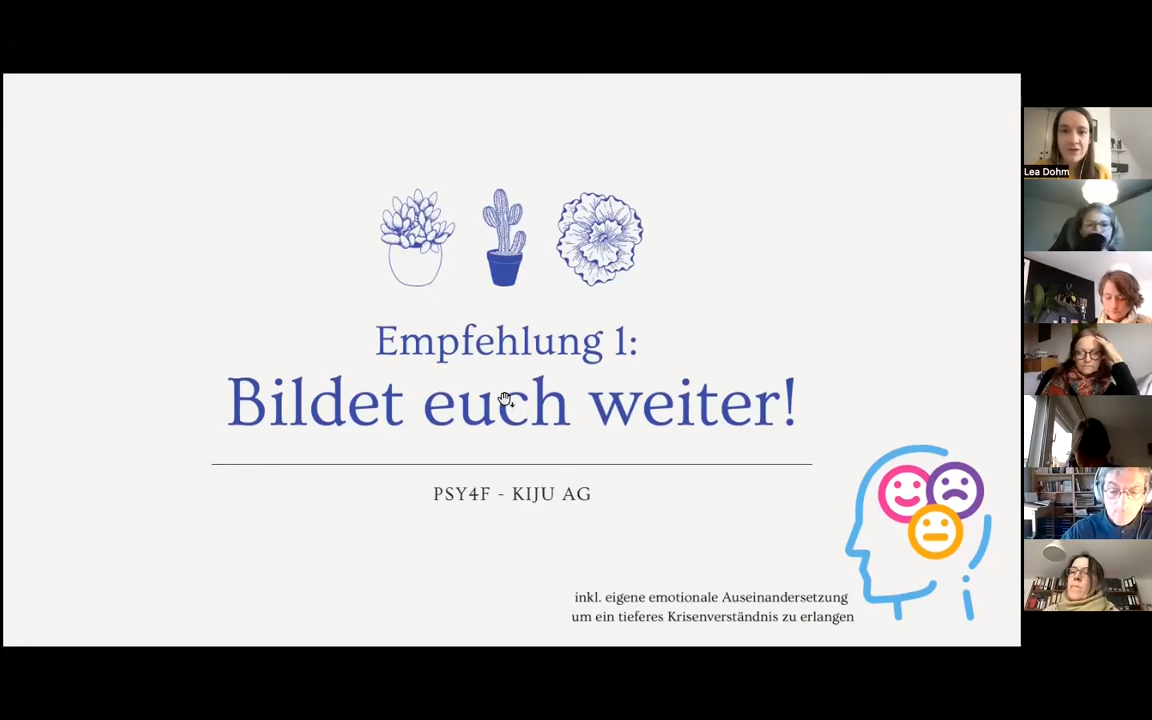 Empfehlung 1:
Bildet euch weiter!
PSY4F - KIJU AG
inkl. eigene emotionale Auseinandersetzung
um ein tieferes Krisenverständnis zu erlangen
Lea Dohm